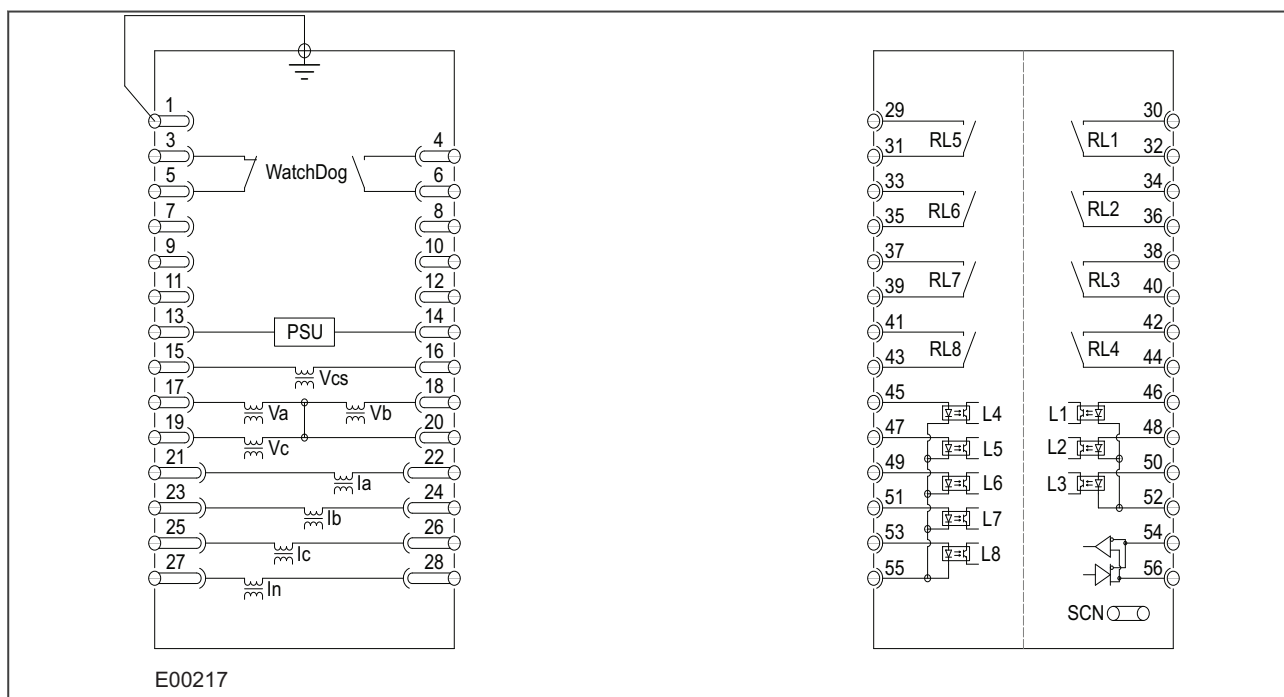 1
3 4
WatchDog
5 6
7 8
9 10
11 12
13 14
PSU
15 16
Vcs
17 18
Va Vb
19 20
Vc
21 22
Ia
23 24
Ib
25 26
Ic
27 28
In
29 30
RL5 RL1
31 32
33 34
RL6 RL2
35 36
37 38
RL7 RL3
39 40
41 42
RL8 RL4
43 44
45 46
L4 L1
47 48
L5 L2
49 50
L6 L3
51 52
L7
53 54
L8
55 56
SCN
E00217